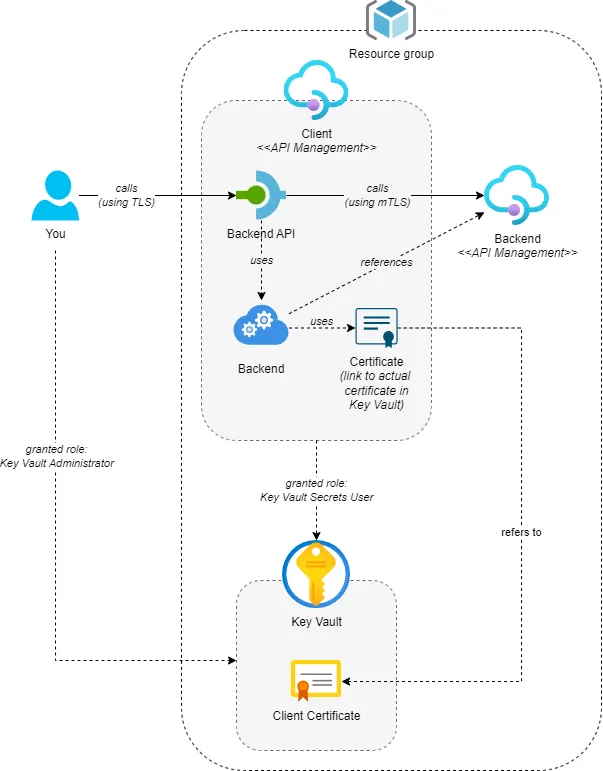 Resource group
Client
<<API Management>>
calls
(using TLS)
calls
(using mTLS)
You
Backend API
Backend
<<API Management>>
uses
references
uses
Backend
Certificate
(link to actual
certificate in
Key Vault)
granted role:
Key Vault Administrator
granted role:
Key Vault Secrets User
refers to
Key Vault
Client Certificate